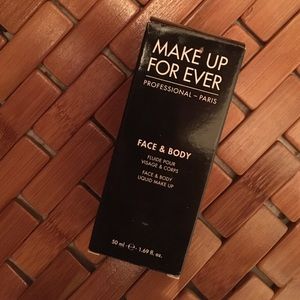 MAKE UP
FOR EVER
PROFESSIONAL – PARIS
FACE & BODY
FLUIDE POUR
VISAGE & CORPS
FACE & BODY
LIQUID MAKE UP
50 ml - ℮ - 1.69 fl. oz.